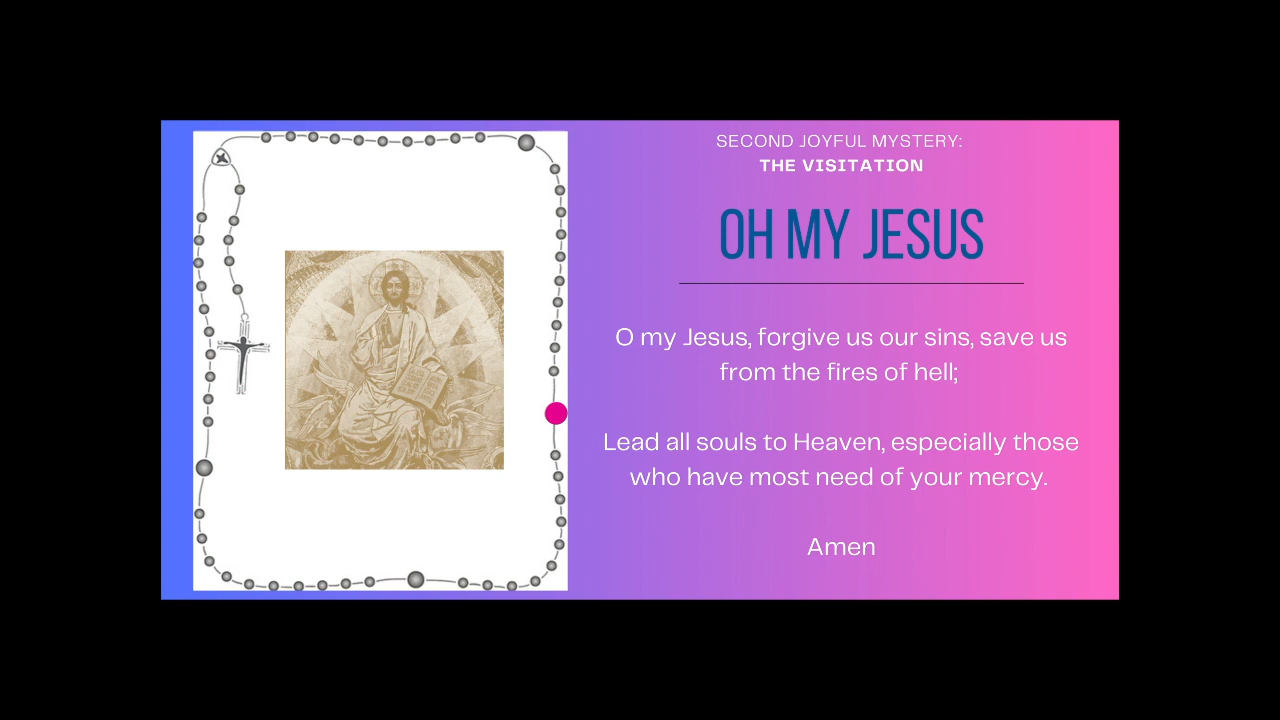 SECOND JOYFUL MYSTERY:
THE VISITATION
OH MY JESUS
O my Jesus, forgive us our sins, save us
from the fires of hell;
Lead all souls to Heaven, especially those
who have most need of your mercy.
Amen